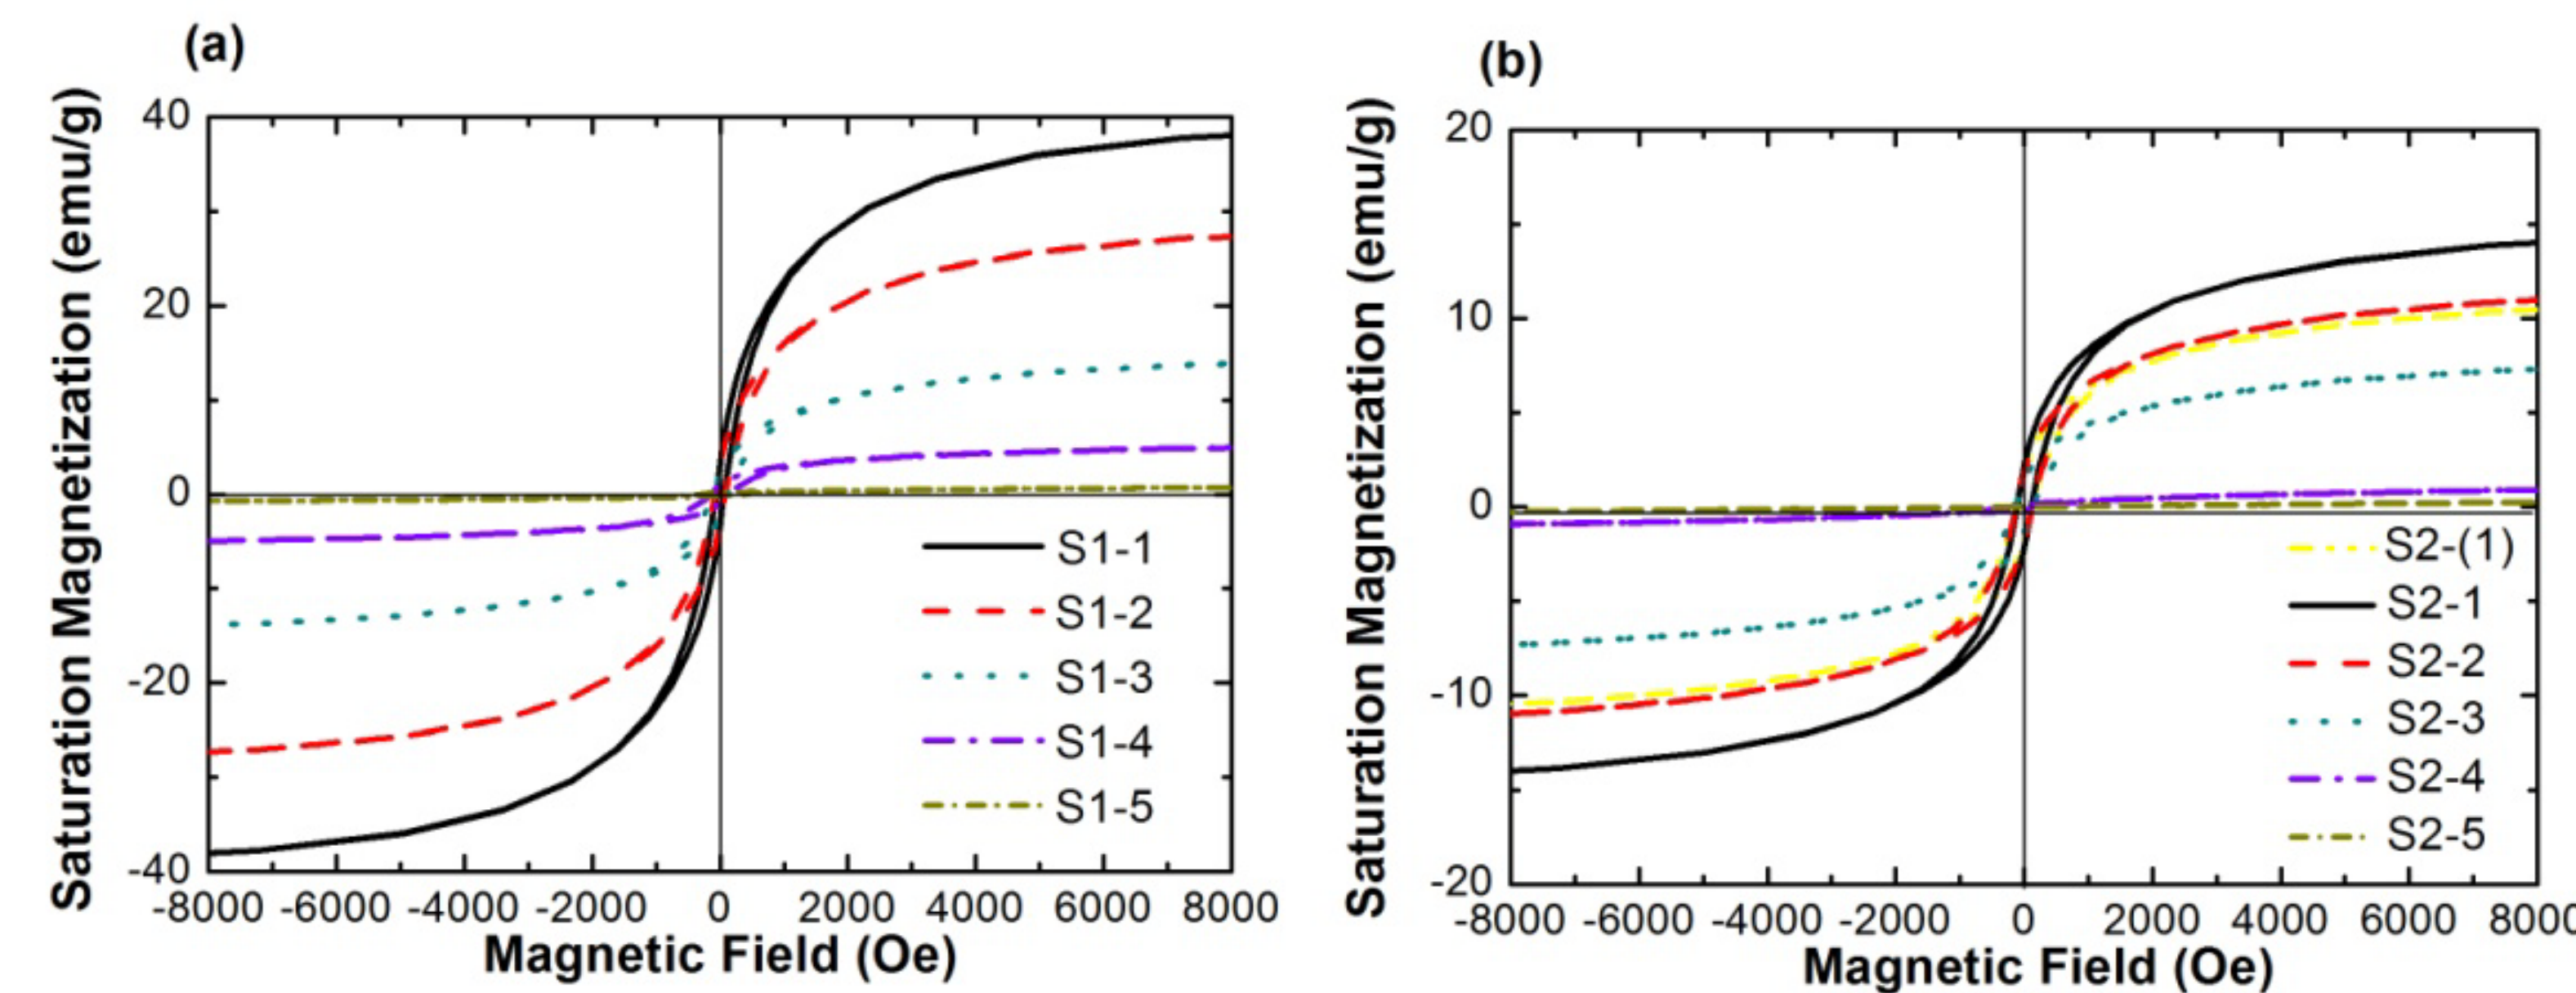 (a)
Saturation Magnetization (emu/g)
40
20
0
-20
-40
S1-1
S1-2
S1-3
S1-4
S1-5
-8000 -6000 -4000 -2000 0 2000 4000 6000 8000
Magnetic Field (Oe)
(b)
Saturation Magnetization (emu/g)
20
10
0
-10
-20
S2-(1)
S2-1
S2-2
S2-3
S2-4
S2-5
-8000 -6000 -4000 -2000 0 2000 4000 6000 8000
Magnetic Field (Oe)